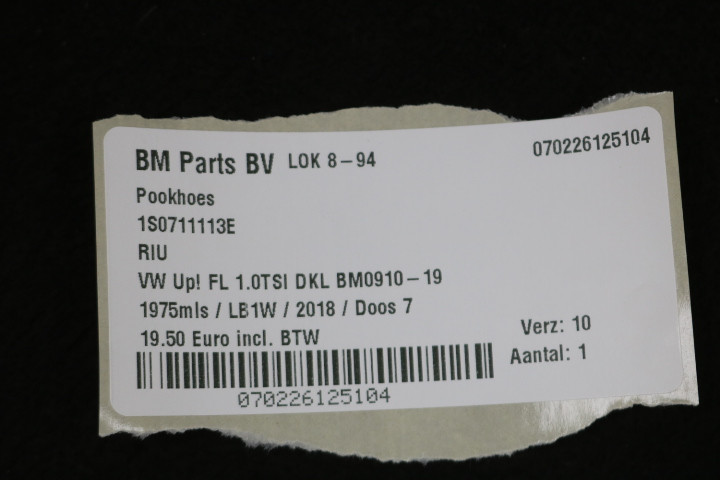 BM Parts BV LOK 8-94 070226125104
Pookhoes
1S0711113E
RIU
VW Up! FL 1.0TSI DKL BM0910-19
1975mls / LB1W / 2018 / Doos 7
19.50 Euro incl. BTW
Verz: 10
Aantal: 1
070226125104